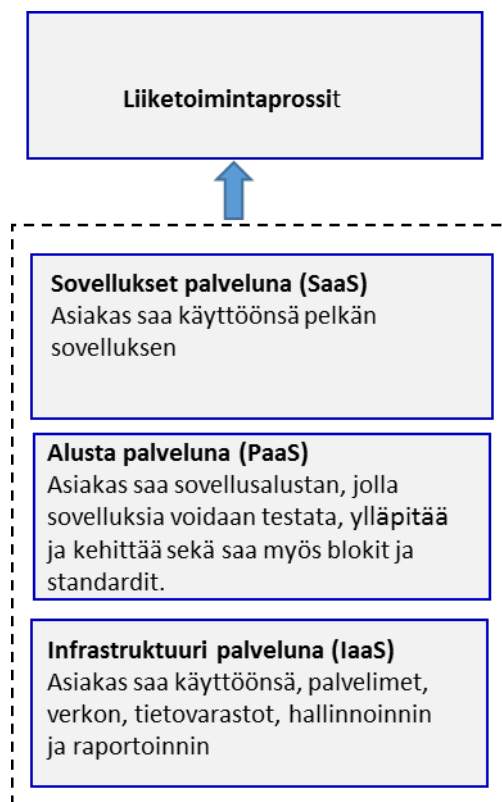 Liiketoimintaprossit
Sovellukset palveluna (SaaS)
Asiakas saa käyttöönsä pelkän
sovelluksen
Alusta palveluna (PaaS)
Asiakas saa sovellusalustan, jolla
sovelluksia voidaan testata, ylläpitää
ja kehittää sekä saa myös blokit ja
standardit.
Infrastruktuuri palveluna (IaaS)
Asiakas saa käyttöönsä, palvelimet,
verkon, tietovarastot, hallinnoinnin
ja raportoinnin